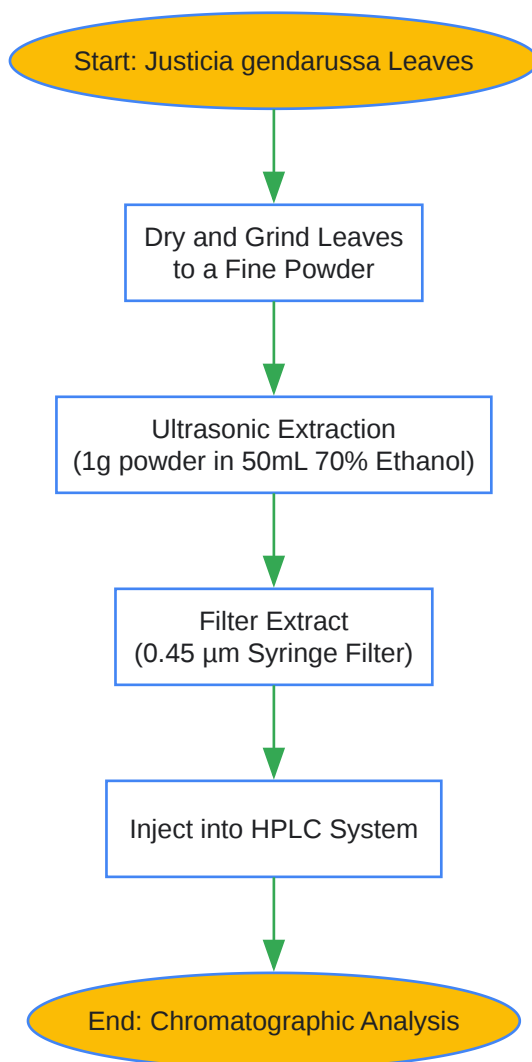 Start: Justicia gendarussa Leaves
Dry and Grind Leaves
to a Fine Powder
Ultrasonic Extraction
(1g powder in 50mL 70% Ethanol)
Filter Extract
(0.45 µm Syringe Filter)
Inject into HPLC System
End: Chromatographic Analysis